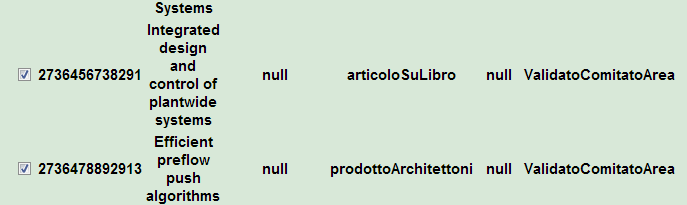 Systems
Integrated
design
and
2736456738291 control of null articoloSuLibro null ValidatoComitatoArea
plantwide
systems
Efficient
preflow
2736478892913 push null prodottoArchitettoni null ValidatoComitatoArea
algorithms